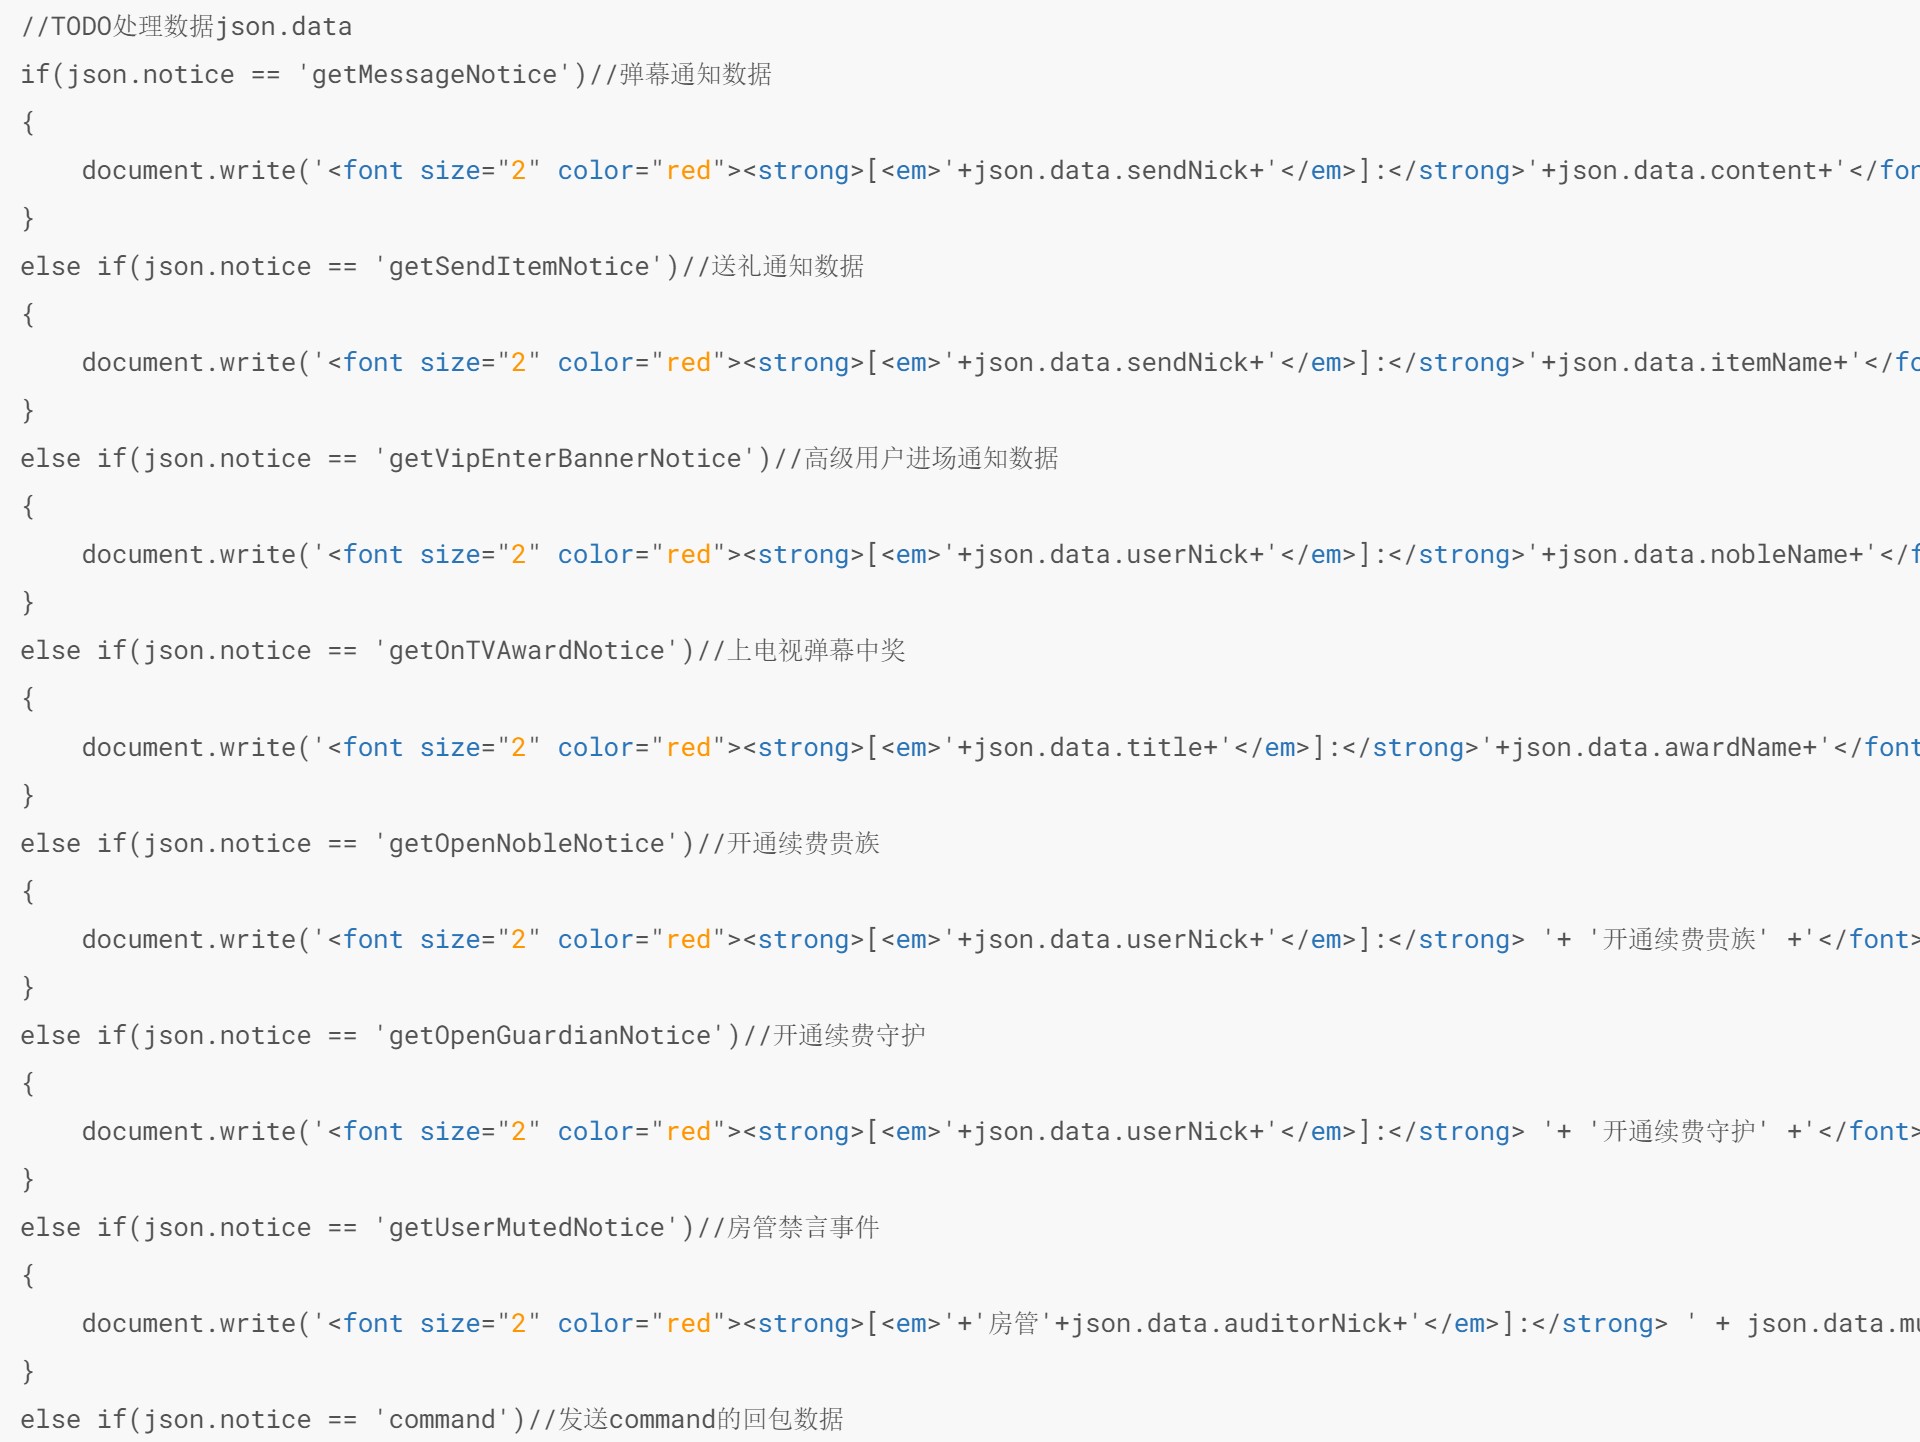 //TODO处理数据json.data
if(json.notice == 'getMessageNotice')//弹幕通知数据
{
    document.write('<font size="2" color="red"><strong>[<em>'+json.data.sendNick+'</em>]:</strong>'+json.data.content+'</fon
}
else if(json.notice == 'getSendItemNotice')//送礼通知数据
{
    document.write('<font size="2" color="red"><strong>[<em>'+json.data.sendNick+'</em>]:</strong>'+json.data.itemName+'</fo
}
else if(json.notice == 'getVipEnterBannerNotice')//高级用户进场通知数据
{
    document.write('<font size="2" color="red"><strong>[<em>'+json.data.userNick+'</em>]:</strong>'+json.data.nobleName+'</f
}
else if(json.notice == 'getOnTVAwardNotice')//上电视弹幕中奖
{
    document.write('<font size="2" color="red"><strong>[<em>'+json.data.title+'</em>]:</strong>'+json.data.awardName+'</font
}
else if(json.notice == 'getOpenNobleNotice')//开通续费贵族
{
    document.write('<font size="2" color="red"><strong>[<em>'+json.data.userNick+'</em>]:</strong> '+ '开通续费贵族' +'</font>
}
else if(json.notice == 'getOpenGuardianNotice')//开通续费守护
{
    document.write('<font size="2" color="red"><strong>[<em>'+json.data.userNick+'</em>]:</strong> '+ '开通续费守护' +'</font>
}
else if(json.notice == 'getUserMutedNotice')//房管禁言事件
{
    document.write('<font size="2" color="red"><strong>[<em>'+'房管'+json.data.auditorNick+'</em>]:</strong> ' + json.data.mu
}
else if(json.notice == 'command')//发送command的回包数据